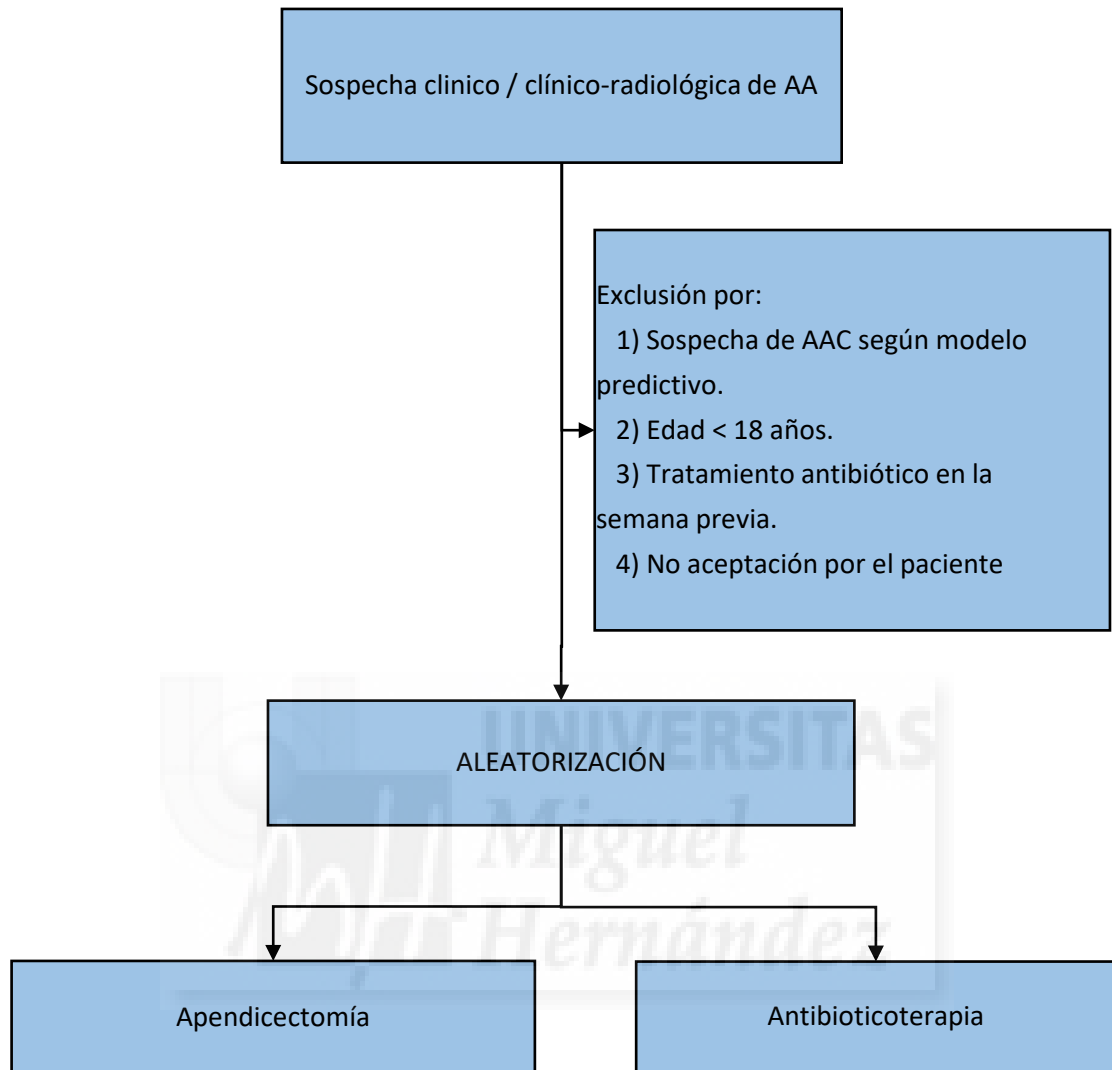 Sospecha clinico / clínico-radiológica de AA
Exclusión por:
1) Sospecha de AAC según modelo
predictivo.
2) Edad < 18 años.
3) Tratamiento antibiótico en la
semana previa.
4) No aceptación por el paciente
UNIVERSITAS
ALEATORIZACIÓN
Miguel
Hernández
Apendicectomía
Antibioticoterapia